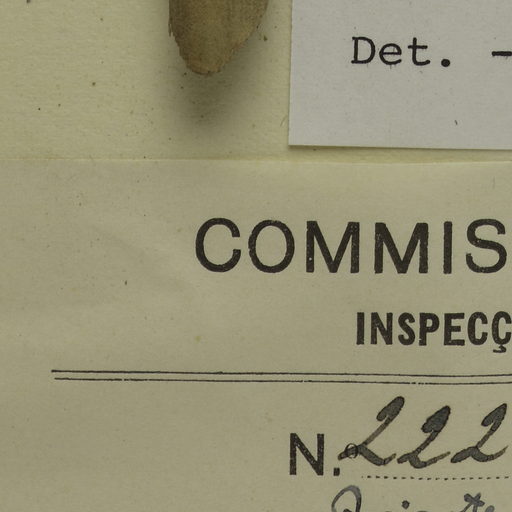 Det. -
COMMIS
INSPECÇ
N.º 222